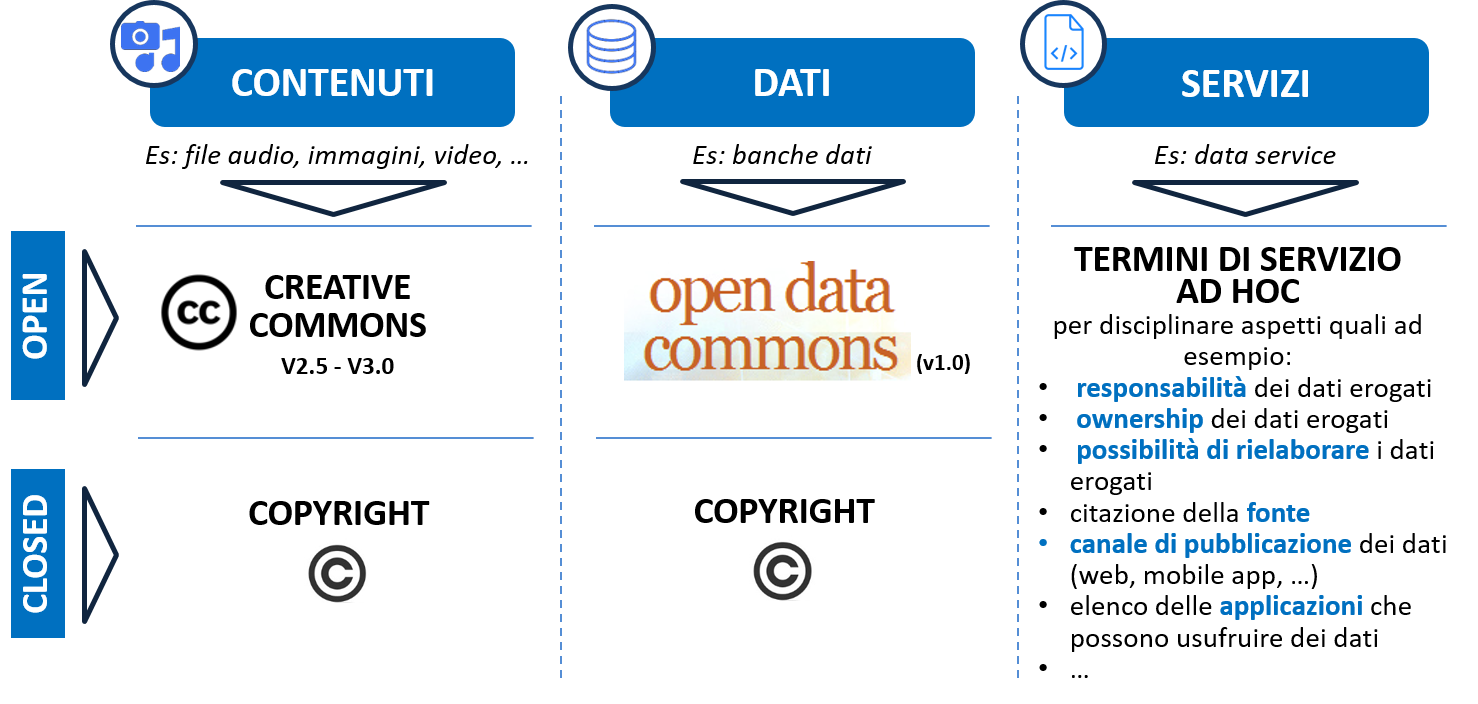 CONTENUTI
Es: file audio, immagini, video, …
DATI
Es: banche dati
</>
SERVIZI
Es: data service
OPEN
cc
CREATIVE
COMMONS
V2.5 - V3.0
open data
commons (v1.0)
TERMINI DI SERVIZIO
AD HOC
per disciplinare aspetti quali ad
esempio:
• responsabilità dei dati erogati
• ownership dei dati erogati
• possibilità di rielaborare i dati
erogati
• citazione della fonte
• canale di pubblicazione dei dati
(web, mobile app, …)
• elenco delle applicazioni che
possono usufruire dei dati
• …
CLOSED
COPYRIGHT
©
COPYRIGHT
©